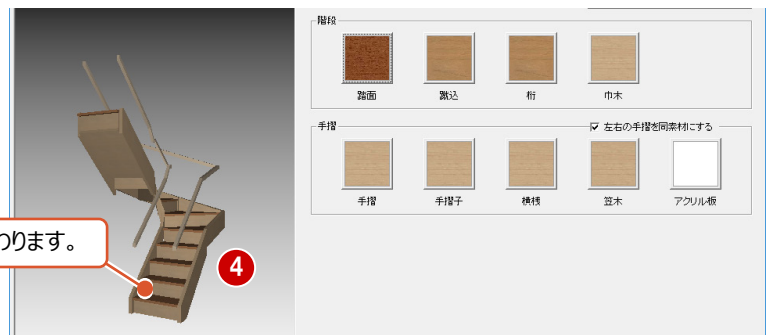 階段
踏面
蹴込
桁
巾木
手摺
左右の手摺を同素材にする
手摺
手摺子
横桟
笠木
アクリル板
わります。
4